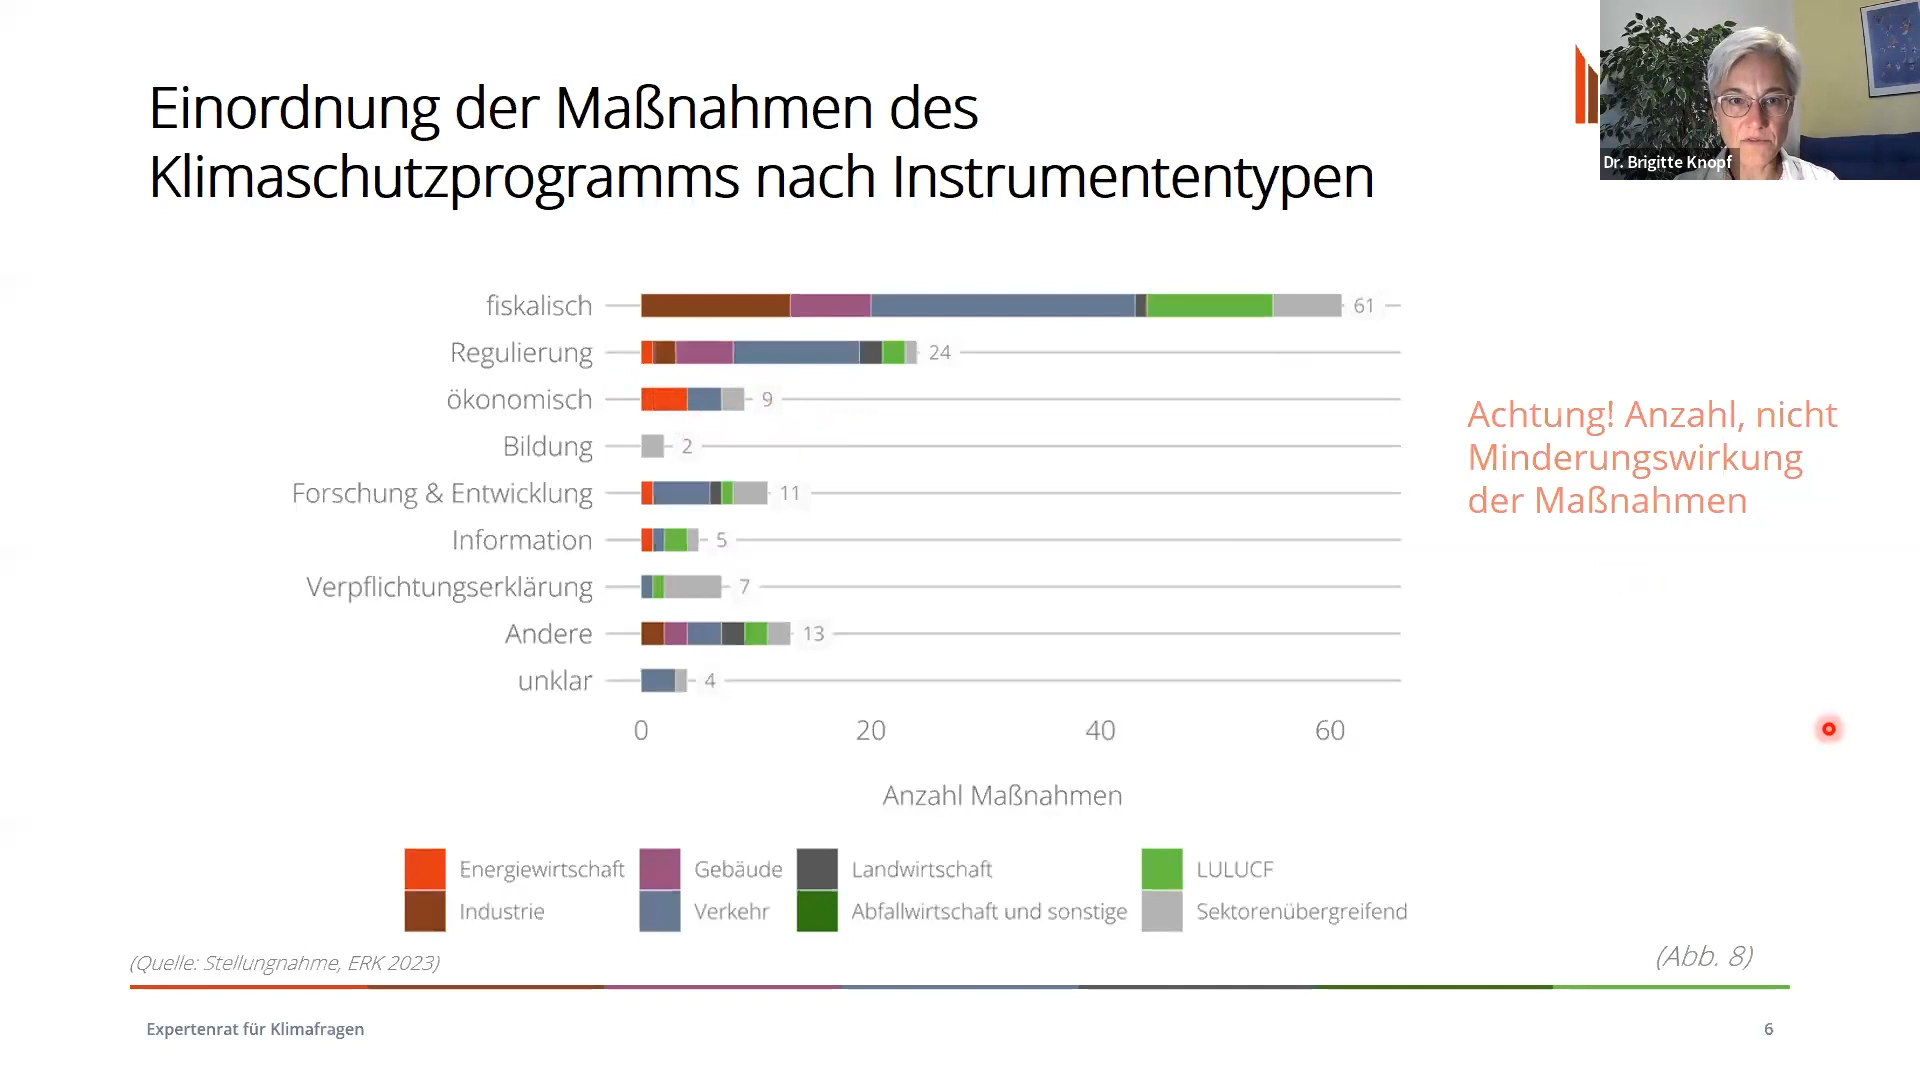 Einordnung der Maßnahmen des
Klimaschutzprogramms nach Instrumententypen
Dr. Brigitte Knopf
fiskalisch 61
Regulierung 24
ökonomisch 9
Bildung 2
Forschung & Entwicklung 11
Information 5
Verpflichtungserklärung 7
Andere 13
unklar 4
0 20 40 60
Anzahl Maßnahmen
Achtung! Anzahl, nicht
Minderungswirkung
der Maßnahmen
Energiewirtschaft Gebäude Landwirtschaft LULUCF
Industrie Verkehr Abfallwirtschaft und sonstige Sektorenübergreifend
(Quelle: Stellungnahme, ERK 2023)
(Abb. 8)
Expertenrat für Klimafragen
6